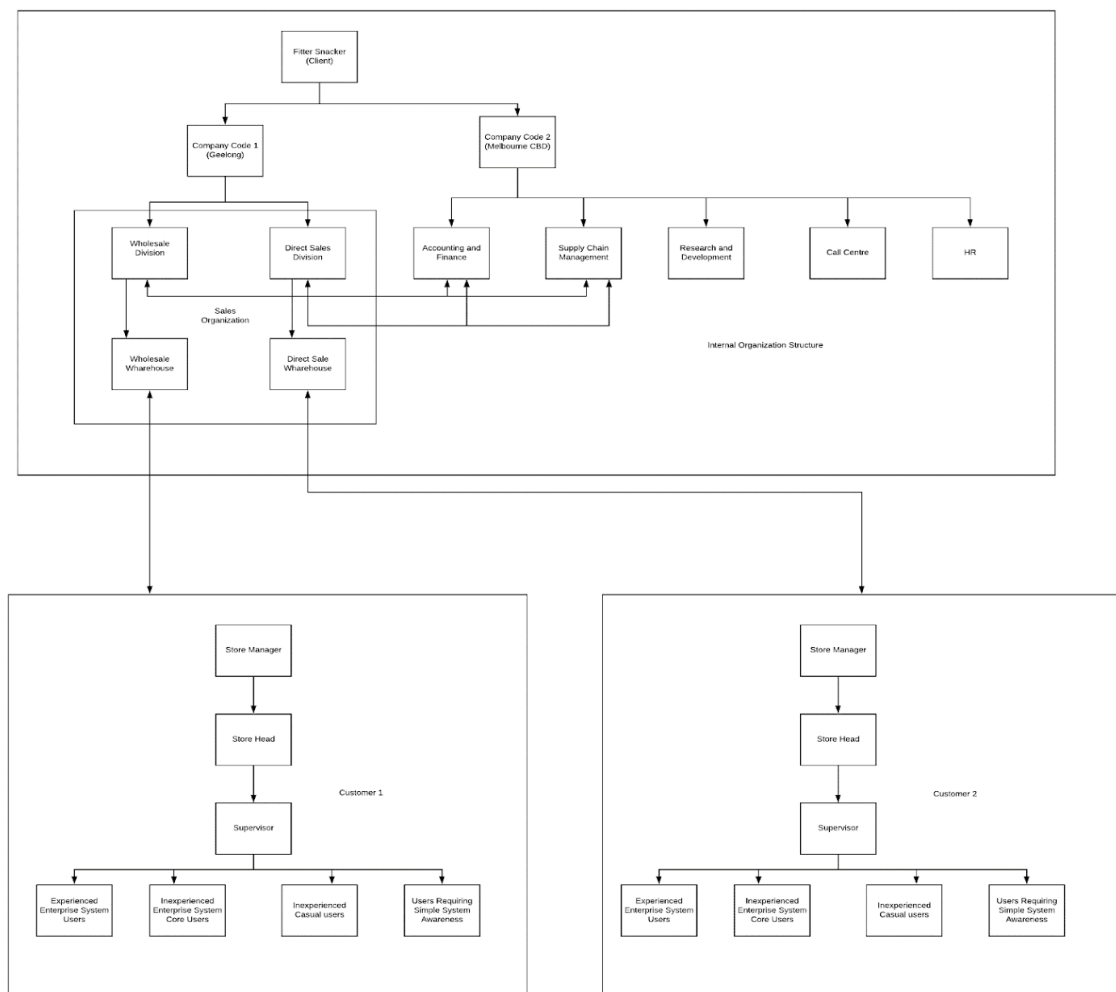 Fitter Snacker
(Client)
Company Code 1
(Geelong)
Company Code 2
(Melbourne CBD)
Wholesale
Division
Direct Sales
Division
Accounting and
Finance
Supply Chain
Management
Research and
Development
Call Centre
HR
Sales
Organization
Wholesale
Wharehouse
Direct Sale
Wharehouse
Internal Organization Structure
Store Manager
Store Head
Customer 1
Supervisor
Experienced
Enterprise System
Users
Inexperienced
Enterprise System
Core Users
Inexperienced
Casual users
Users Requiring
Simple System
Awareness
Store Manager
Store Head
Customer 2
Supervisor
Experienced
Enterprise System
Users
Inexperienced
Enterprise System
Core Users
Inexperienced
Casual users
Users Requiring
Simple System
Awareness